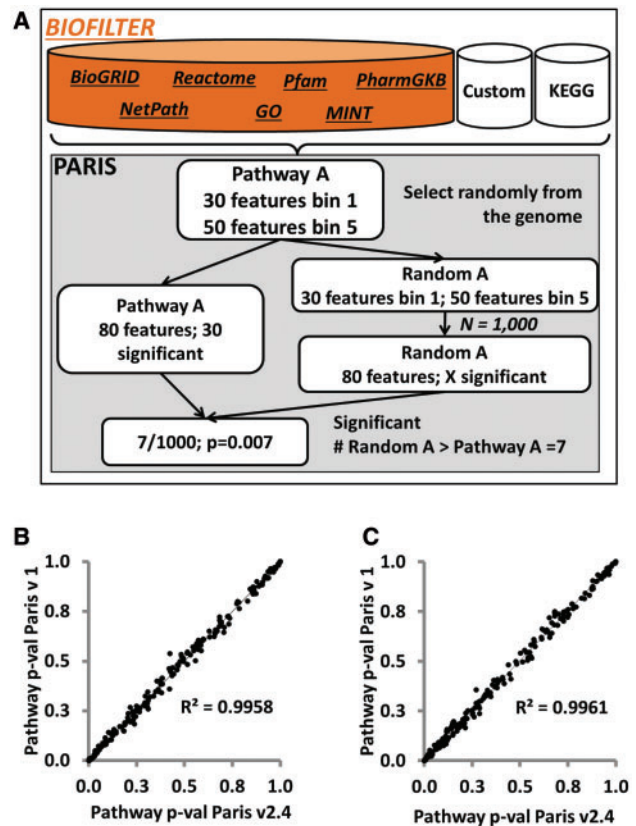 A
BIOFILTER
BioGRID Reactome Pfam PharmGKB
NetPath GO MINT
Custom
KEGG
PARIS
Pathway A
30 features bin 1
50 features bin 5
Select randomly from
the genome
Pathway A
80 features; 30
significant
Random A
30 features bin 1; 50 features bin 5
N = 1,000
Random A
80 features; X significant
7/1000; p=0.007
Significant
# Random A > Pathway A =7
B
Pathway p-val Paris v 1
1.0
0.8
0.5
0.3
0.0
R² = 0.9958
0.0 0.3 0.5 0.8 1.0
Pathway p-val Paris v2.4
C
Pathway p-val Paris v 1
1.0
0.8
0.5
0.3
0.0
R² = 0.9961
0.0 0.3 0.5 0.8 1.0
Pathway p-val Paris v2.4